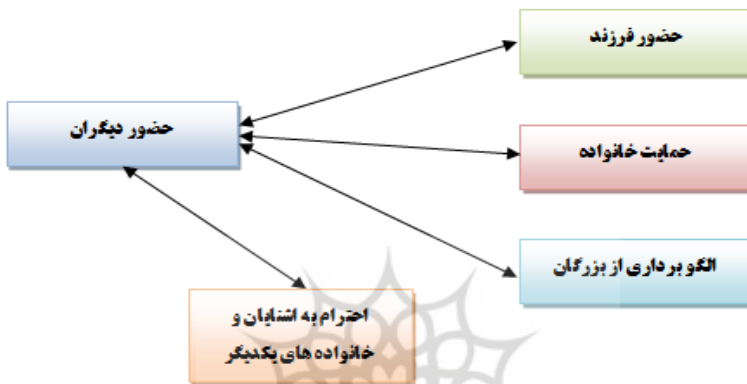 حضور فرزند
حضور دیگران
حمایت خانواده
الگو برداری از بزرگان
احترام به اشنایان و
خانواده های یکدیگر